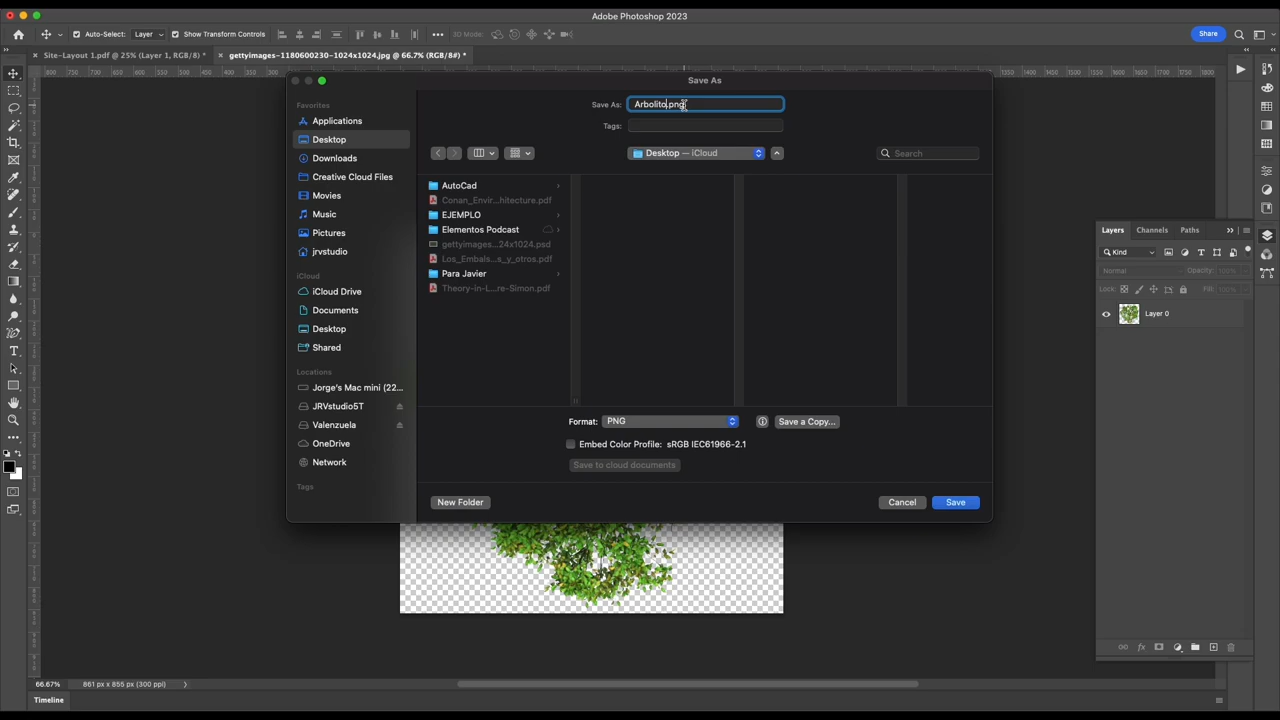 Adobe Photoshop 2023
Auto-Select: Layer Show Transform Controls 3D Mode: Share
Site-Layout 1.pdf @ 25% (Layer 1, RGB/8) * gettyimages-1180600230-1024x1024.jpg @ 66.7% (RGB/8#) *
Save As
Favorites
Applications
Desktop
Downloads
Creative Cloud Files
Movies
Music
Pictures
jrvstudio
iCloud
iCloud Drive
Documents
Desktop
Shared
Locations
Jorge's Mac mini (22...
JRVstudio5T
Valenzuela
OneDrive
Network
Tags
Save As: Arbolito.png
Tags:
Desktop — iCloud
Search
AutoCad
Conan_Envir...hitecture.pdf
EJEMPLO
Elementos Podcast
gettyimages...24x1024.psd
Los_Embals...s_y_otros.pdf
Para Javier
Theory-in-L...re-Simon.pdf
Format: PNG Save a Copy...
Embed Color Profile: sRGB IEC61966-2.1
Save to cloud documents
New Folder Cancel Save
Layers Channels Paths
Kind
Normal Opacity: 100%
Lock: Fill: 100%
Layer 0
66.67% 861 px x 855 px (300 ppi)
Timeline